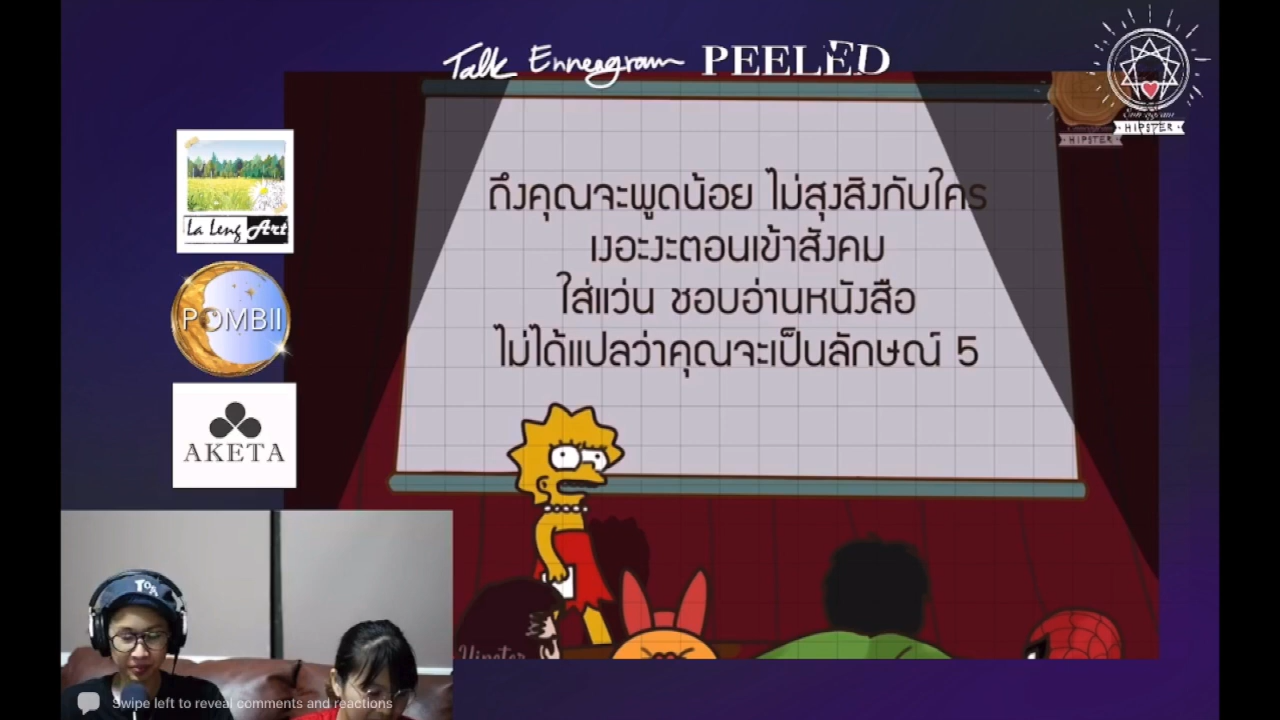 Talk Enneagram PEELED
Enneagram
HIPSTER
HIPSTER
La Leng Art
POMBII
AKETA
ถึงคุณจะพูดน้อย ไม่สุงสิงกับใคร
เงอะงะตอนเข้าสังคม
ใส่แว่น ชอบอ่านหนังสือ
ไม่ได้แปลว่าคุณจะเป็นลักษณ์ 5
Hipster
Swipe left to reveal comments and reactions